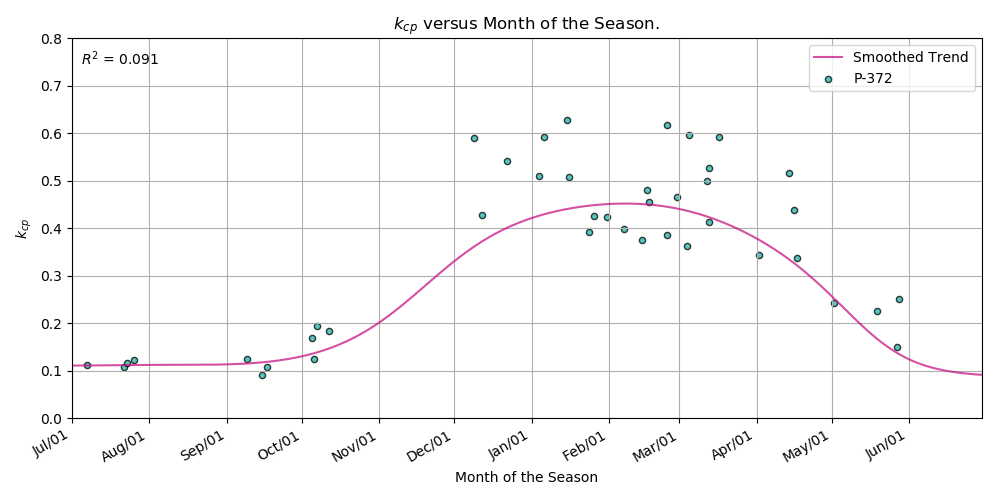 k_cp versus Month of the Season.
R² = 0.091
Smoothed Trend
P-372
k_cp
0.8
0.7
0.6
0.5
0.4
0.3
0.2
0.1
0.0
Jul/01
Aug/01
Sep/01
Oct/01
Nov/01
Dec/01
Jan/01
Feb/01
Mar/01
Apr/01
May/01
Jun/01
Month of the Season